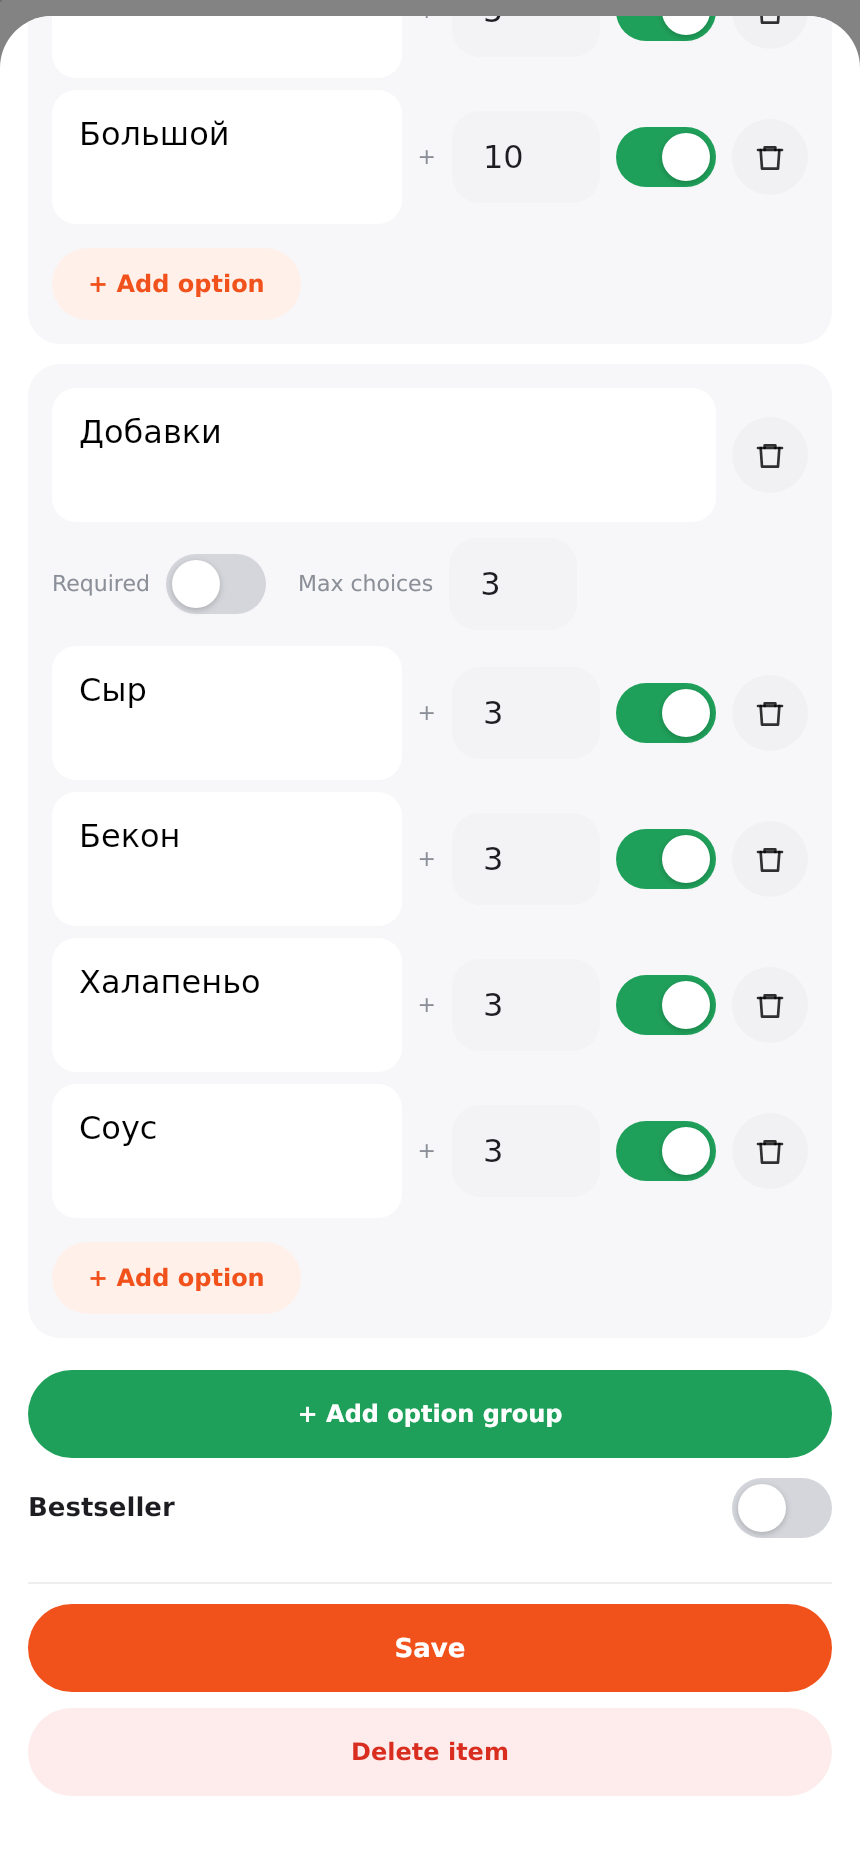 Большой
+ 10
+ Add option
Добавки
Required Max choices 3
Сыр
+ 3
Бекон
+ 3
Халапеньо
+ 3
Соус
+ 3
+ Add option
+ Add option group
Bestseller
Save
Delete item